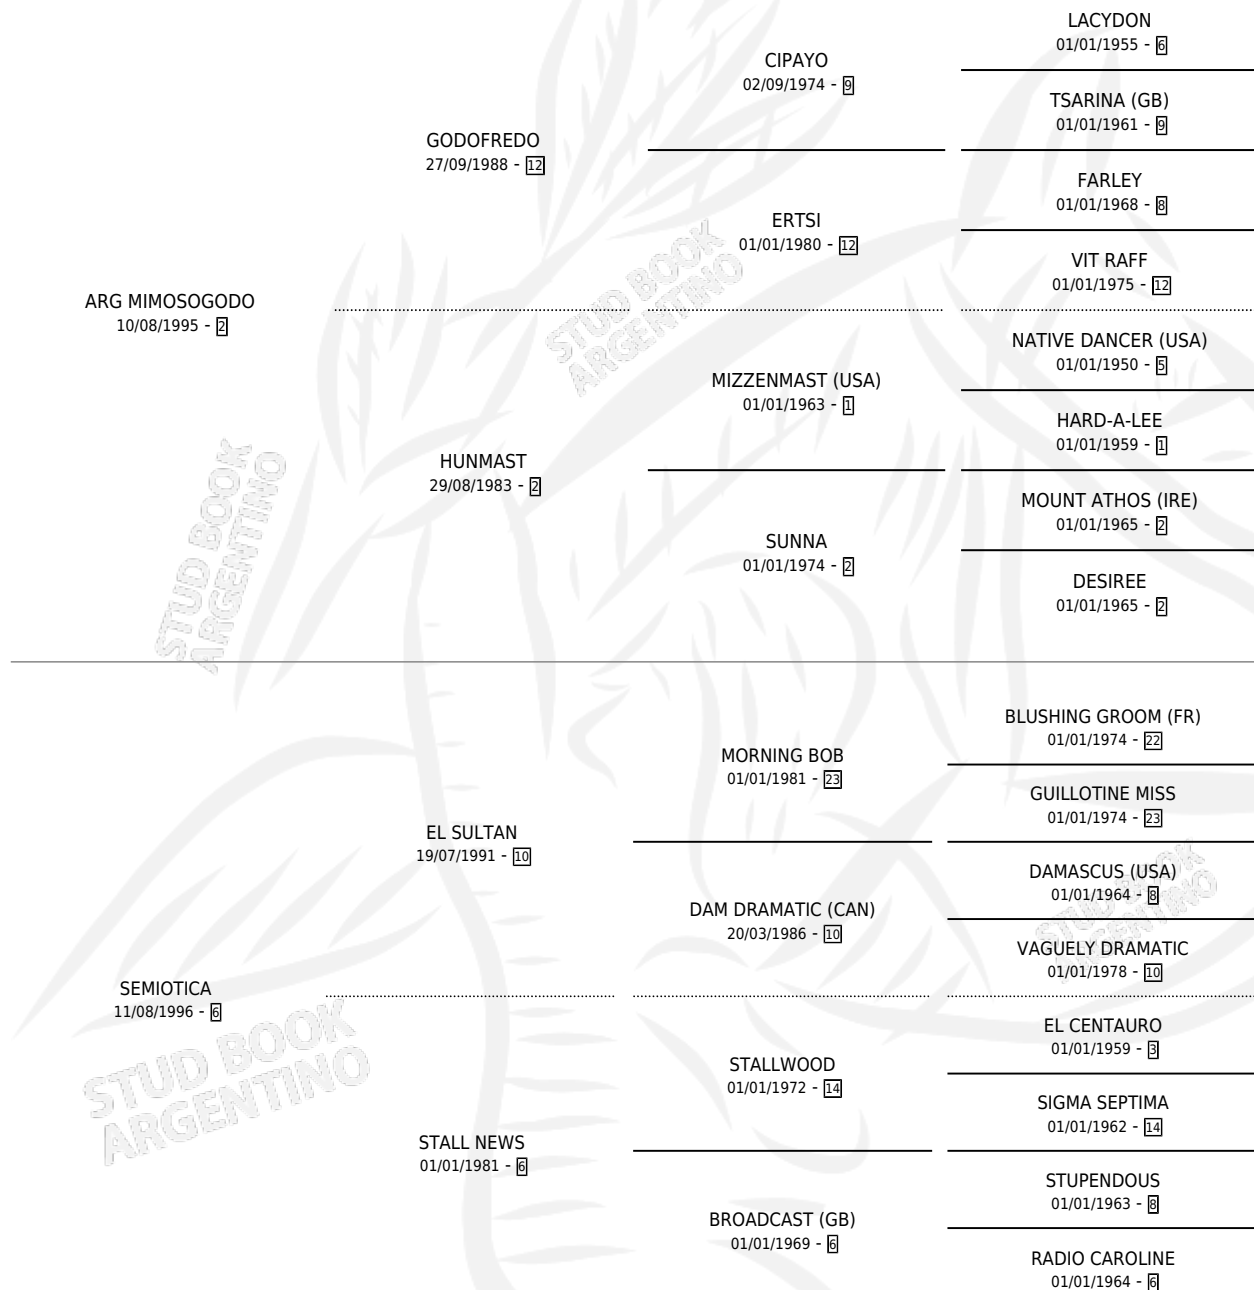 LACYDON
01/01/1955 - 6
CIPAYO
02/09/1974 - 9
TSARINA (GB)
01/01/1961 - 9
GODOFREDO
27/09/1988 - 12
FARLEY
01/01/1968 - 8
ERTSI
01/01/1980 - 12
VIT RAFF
01/01/1975 - 12
ARG MIMOSOGODO
10/08/1995 - 2
NATIVE DANCER (USA)
01/01/1950 - 5
MIZZENMAST (USA)
01/01/1963 - 1
HARD-A-LEE
01/01/1959 - 1
HUNMAST
29/08/1983 - 2
MOUNT ATHOS (IRE)
01/01/1965 - 2
SUNNA
01/01/1974 - 2
DESIREE
01/01/1965 - 2
BLUSHING GROOM (FR)
01/01/1974 - 22
MORNING BOB
01/01/1981 - 23
GUILLOTINE MISS
01/01/1974 - 23
EL SULTAN
19/07/1991 - 10
DAMASCUS (USA)
01/01/1964 - 8
DAM DRAMATIC (CAN)
20/03/1986 - 10
VAGUELY DRAMATIC
01/01/1978 - 10
SEMIOTICA
11/08/1996 - 6
EL CENTAURO
01/01/1959 - 3
STALLWOOD
01/01/1972 - 14
SIGMA SEPTIMA
01/01/1962 - 14
STALL NEWS
01/01/1981 - 6
STUPENDOUS
01/01/1963 - 8
BROADCAST (GB)
01/01/1969 - 6
RADIO CAROLINE
01/01/1964 - 6
STUD BOOK
ARGENTINO
STUD BOOK
ARGENTINO
STUD BOOK
ARGENTINO
STUD BOOK
ARGENTINO